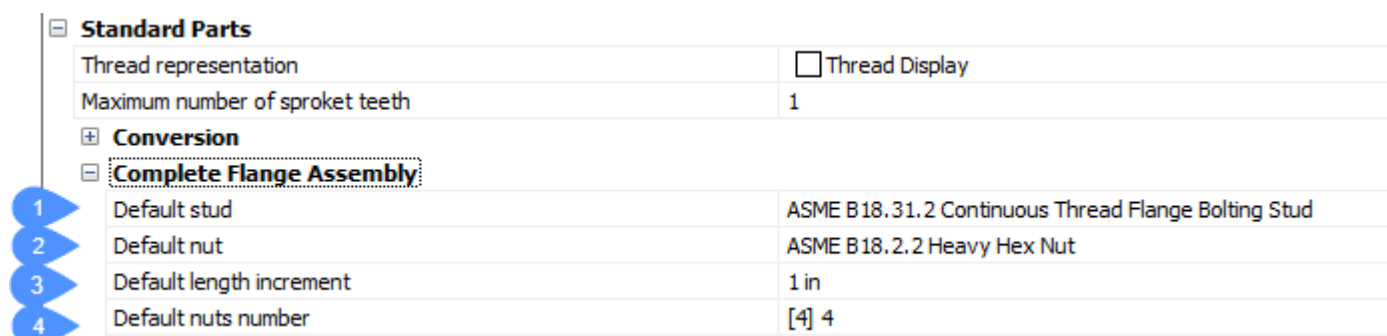 Standard Parts
Thread representation Thread Display
Maximum number of sproket teeth 1
Conversion
Complete Flange Assembly
1 Default stud ASME B18.31.2 Continuous Thread Flange Bolting Stud
2 Default nut ASME B18.2.2 Heavy Hex Nut
3 Default length increment 1 in
4 Default nuts number [4] 4